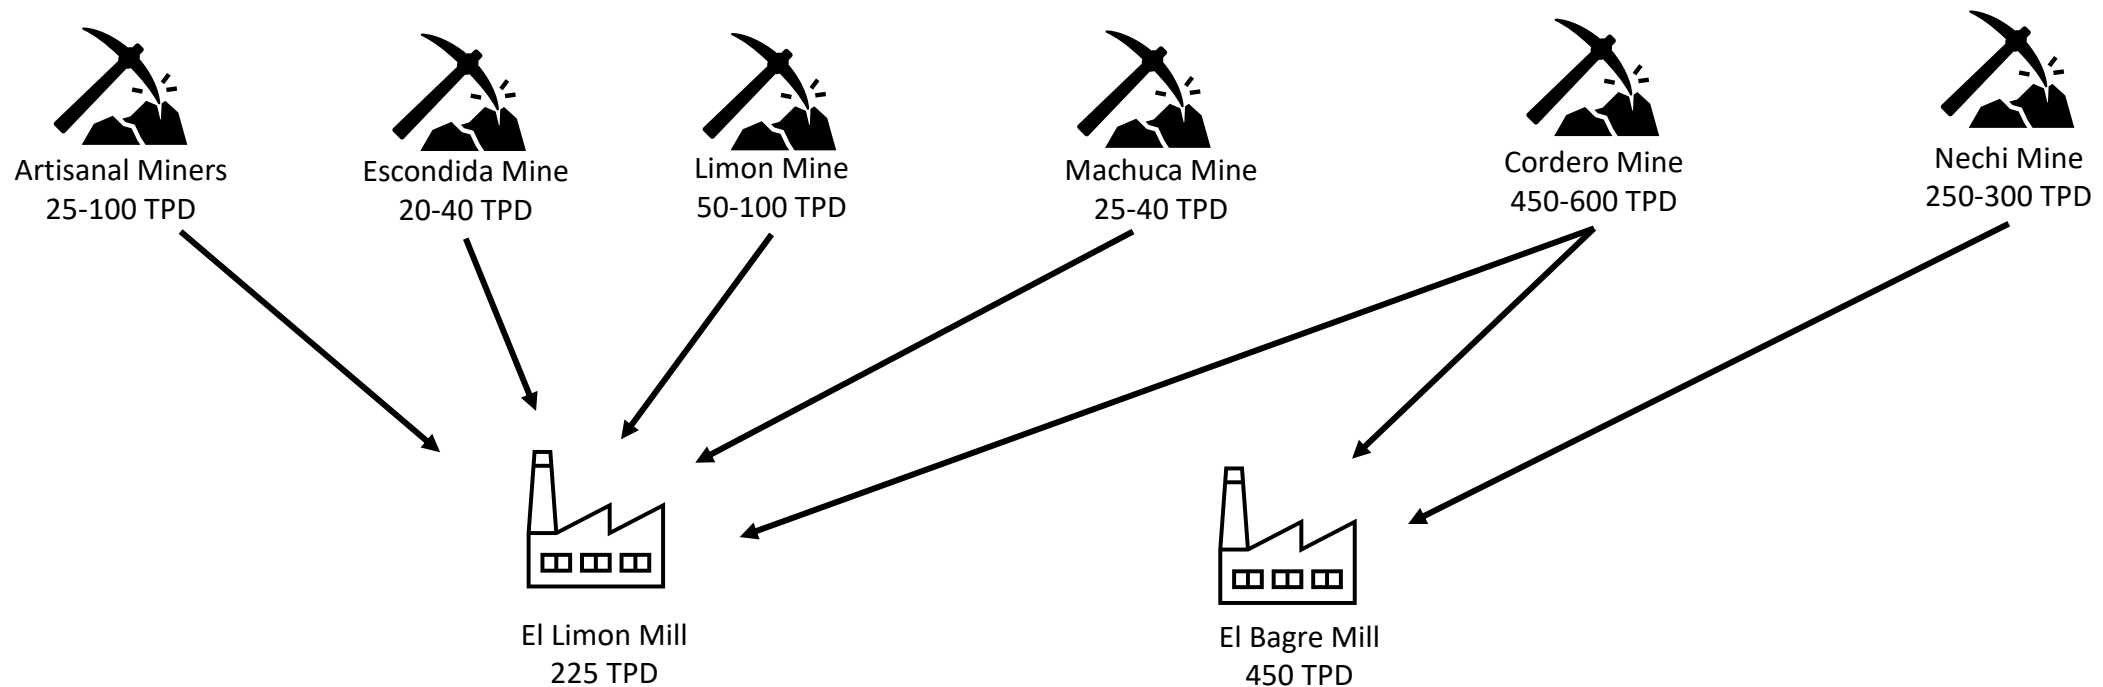 Artisanal Miners
25-100 TPD
Escondida Mine
20-40 TPD
Limon Mine
50-100 TPD
Machuca Mine
25-40 TPD
Cordero Mine
450-600 TPD
Nechi Mine
250-300 TPD
El Limon Mill
225 TPD
El Bagre Mill
450 TPD